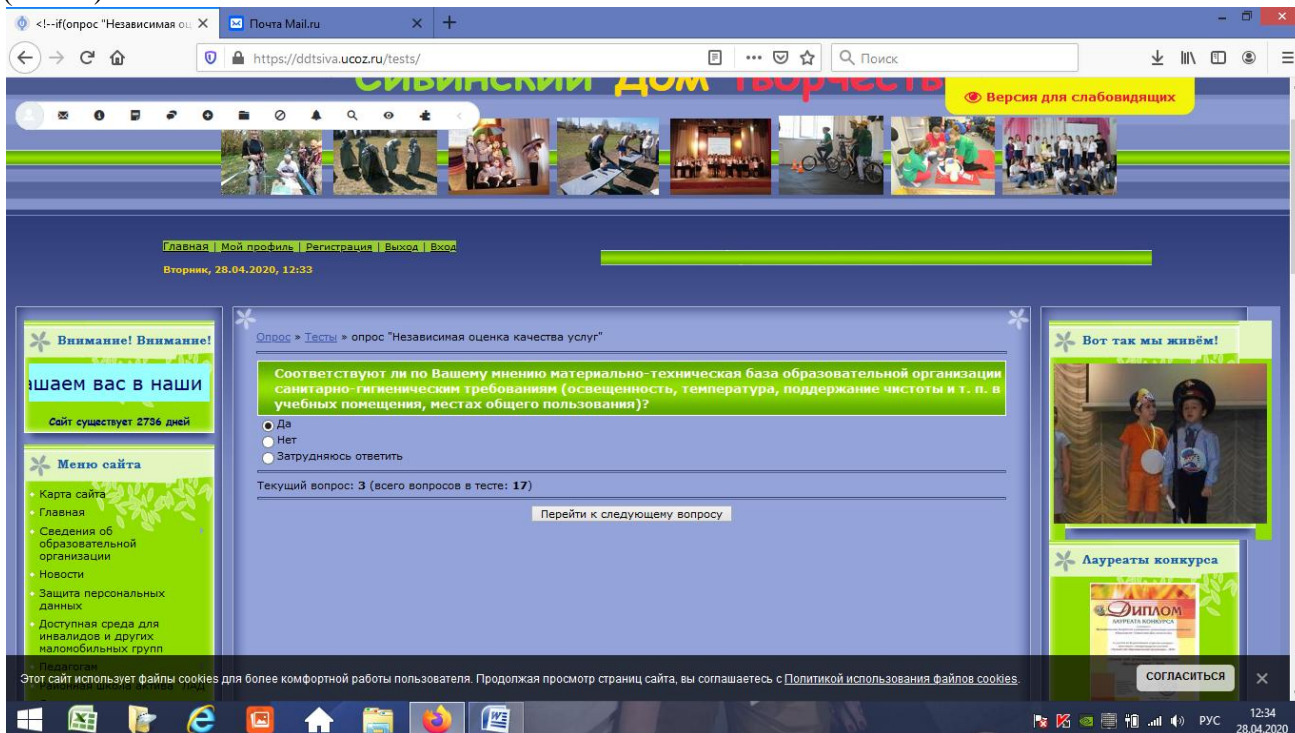 <!--if(опрос "Независимая оц
Почта Mail.ru
https://ddtsiva.ucoz.ru/tests/
Поиск
Сивинский Дом Творчеств
Версия для слабовидящих
Главная | Мой профиль | Регистрация | Выход | Вход
Вторник, 28.04.2020, 12:33
Внимание! Внимание!
ашаем вас в наши
Сайт существует 2736 дней
Меню сайта
Карта сайта
Главная
Сведения об
образовательной
организации
Новости
Защита персональных
данных
Доступная среда для
инвалидов и других
маломобильных групп
Педагогам
Опрос » Тесты » опрос "Независимая оценка качества услуг"
Соответствуют ли по Вашему мнению материально-техническая база образовательной организации
санитарно-гигиеническим требованиям (освещенность, температура, поддержание чистоты и т. п. в
учебных помещения, местах общего пользования)?
Да
Нет
Затрудняюсь ответить
Текущий вопрос: 3 (всего вопросов в тесте: 17)
Перейти к следующему вопросу
Вот так мы живём!
Лауреаты конкурса
Диплом
ЛАУРЕАТА КОНКУРСА
Этот сайт использует файлы cookies для более комфортной работы пользователя. Продолжая просмотр страниц сайта, вы соглашаетесь с Политикой использования файлов cookies.
СОГЛАСИТЬСЯ
РУС
12:34
28.04.2020